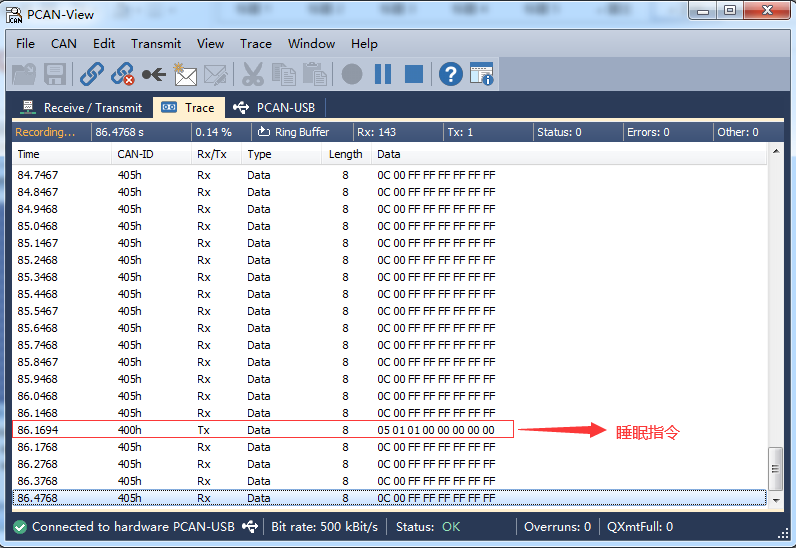 PCAN-View
File CAN Edit Transmit View Trace Window Help
Receive / Transmit Trace PCAN-USB
Recording... 86.4768 s 0.14 % Ring Buffer Rx: 143 Tx: 1 Status: 0 Errors: 0 Other: 0
Time CAN-ID Rx/Tx Type Length Data
84.7467 405h Rx Data 8 0C 00 FF FF FF FF FF FF
84.8467 405h Rx Data 8 0C 00 FF FF FF FF FF FF
84.9468 405h Rx Data 8 0C 00 FF FF FF FF FF FF
85.0468 405h Rx Data 8 0C 00 FF FF FF FF FF FF
85.1467 405h Rx Data 8 0C 00 FF FF FF FF FF FF
85.2468 405h Rx Data 8 0C 00 FF FF FF FF FF FF
85.3468 405h Rx Data 8 0C 00 FF FF FF FF FF FF
85.4468 405h Rx Data 8 0C 00 FF FF FF FF FF FF
85.5467 405h Rx Data 8 0C 00 FF FF FF FF FF FF
85.6468 405h Rx Data 8 0C 00 FF FF FF FF FF FF
85.7468 405h Rx Data 8 0C 00 FF FF FF FF FF FF
85.8467 405h Rx Data 8 0C 00 FF FF FF FF FF FF
85.9468 405h Rx Data 8 0C 00 FF FF FF FF FF FF
86.0468 405h Rx Data 8 0C 00 FF FF FF FF FF FF
86.1468 405h Rx Data 8 0C 00 FF FF FF FF FF FF
86.1694 400h Tx Data 8 05 01 01 00 00 00 00 00 睡眠指令
86.1768 405h Rx Data 8 0C 00 FF FF FF FF FF FF
86.2768 405h Rx Data 8 0C 00 FF FF FF FF FF FF
86.3768 405h Rx Data 8 0C 00 FF FF FF FF FF FF
86.4768 405h Rx Data 8 0C 00 FF FF FF FF FF FF
Connected to hardware PCAN-USB Bit rate: 500 kBit/s Status: OK Overruns: 0 QXmtFull: 0